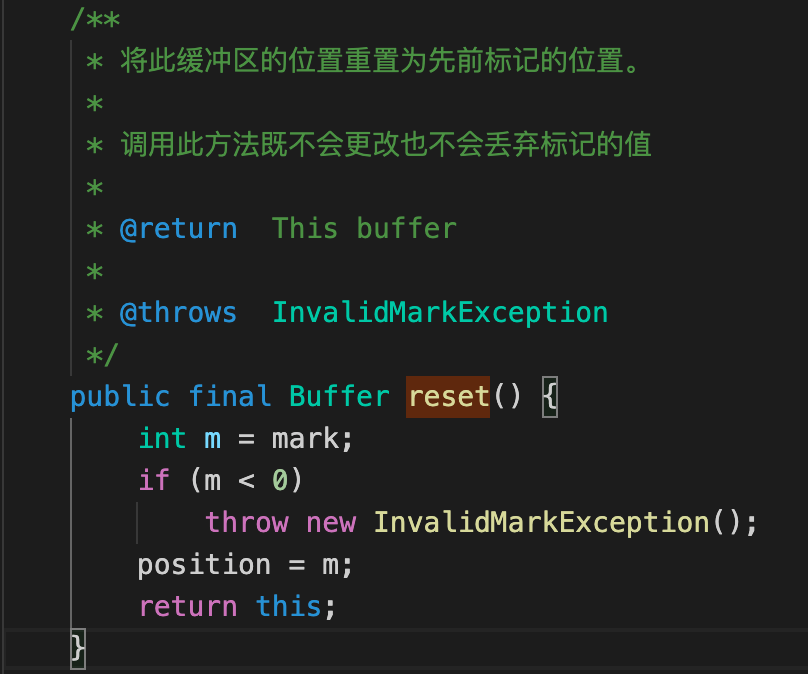 /**
 * 将此缓冲区的位置重置为先前标记的位置。
 *
 * 调用此方法既不会更改也不会丢弃标记的值
 *
 * @return  This buffer
 *
 * @throws  InvalidMarkException
 */
public final Buffer reset() {
    int m = mark;
    if (m < 0)
        throw new InvalidMarkException();
    position = m;
    return this;
}